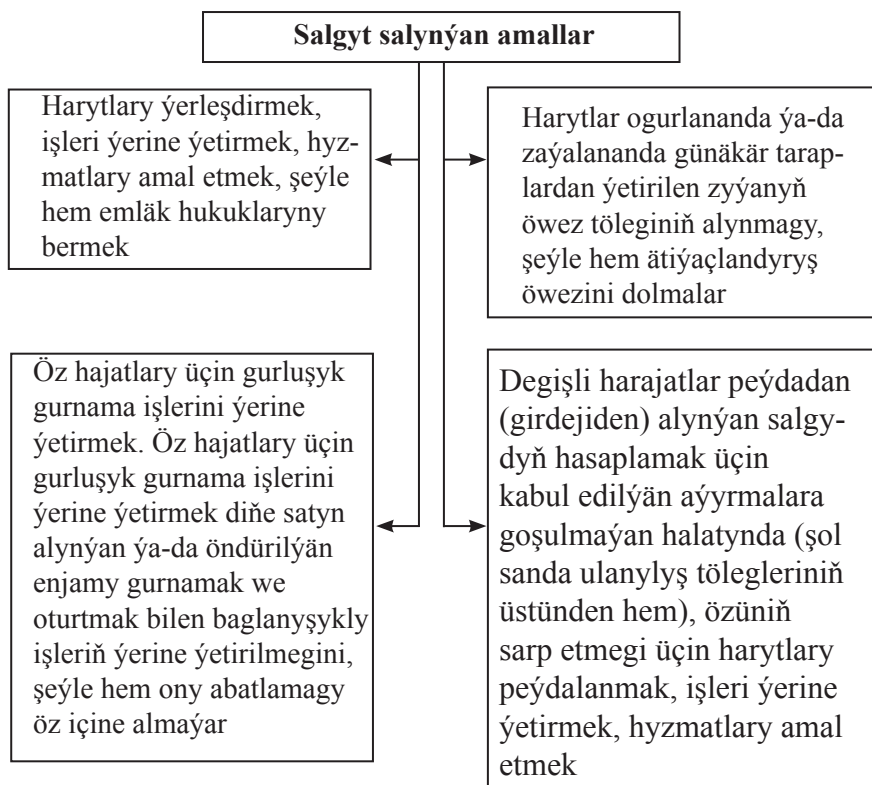 Salgyt salynýan amallar
Harytlary ýerleşdirmek,
işleri ýerine ýetirmek, hyz-
matlary amal etmek, şeýle
hem emläk hukuklaryny
bermek
Harytlar ogurlananda ýa-da
zaýalananda günäkär tarap-
lardan ýetirilen zyýanyň
öwez töleginiň alynmagy,
şeýle hem ätiýaçlandyryş
öwezini dolmalar
Öz hajatlary üçin gurluşyk
gurnama işlerini ýerine
ýetirmek. Öz hajatlary üçin
gurluşyk gurnama işlerini
ýerine ýetirmek diňe satyn
alynýan ýa-da öndürilýän
enjamy gurnamak we
oturtmak bilen baglanyşykly
işleriň ýerine ýetirilmegini,
şeýle hem ony abatlamagy
öz içine almaýar
Degişli harajatlar peýdadan
(girdejiden) alynýan salgy-
dyň hasaplamak üçin
kabul edilýän aýyrmalara
goşulmaýan halatynda (şol
sanda ulanylyş tölegleriniň
üstünden hem), özüniň
sarp etmegi üçin harytlary
peýdalanmak, işleri ýerine
ýetirmek, hyzmatlary amal
etmek